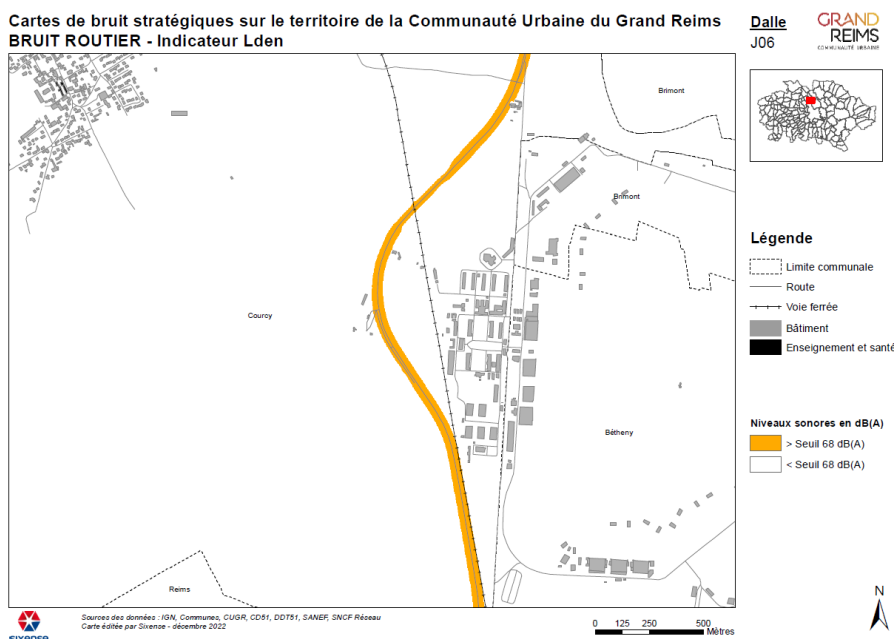 Cartes de bruit stratégiques sur le territoire de la Communauté Urbaine du Grand Reims
BRUIT ROUTIER - Indicateur Lden
Dalle
J06
GRAND
REIMS
COMMUNAUTÉ URBAINE
Brimont
Brimont
Courcy
Bétheny
Reims
Légende
Limite communale
Route
Voie ferrée
Bâtiment
Enseignement et santé
Niveaux sonores en dB(A)
> Seuil 68 dB(A)
< Seuil 68 dB(A)
N
sixense
Sources des données : IGN, Communes, CUGR, CD51, DDT51, SANEF, SNCF Réseau
Carte éditée par Sixense - décembre 2022
0 125 250 500
Mètres